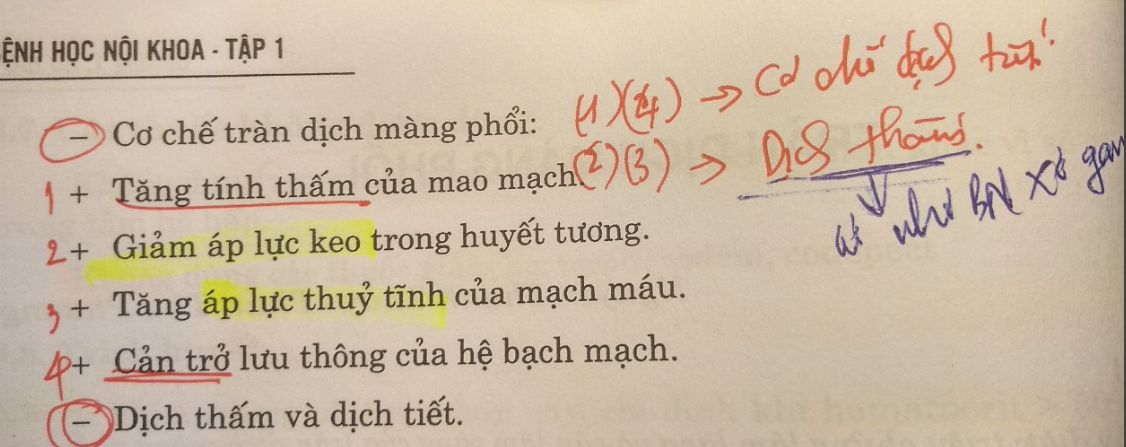 ỆNH HỌC NỘI KHOA - TẬP 1
(1)(4) → Cơ chế dịch tiết!
− Cơ chế tràn dịch màng phổi:
(2)(3) → Dịch thấm.
1 + Tăng tính thấm của mao mạch.
như BN xơ gan
2 + Giảm áp lực keo trong huyết tương.
3 + Tăng áp lực thuỷ tĩnh của mạch máu.
4 + Cản trở lưu thông của hệ bạch mạch.
− Dịch thấm và dịch tiết.